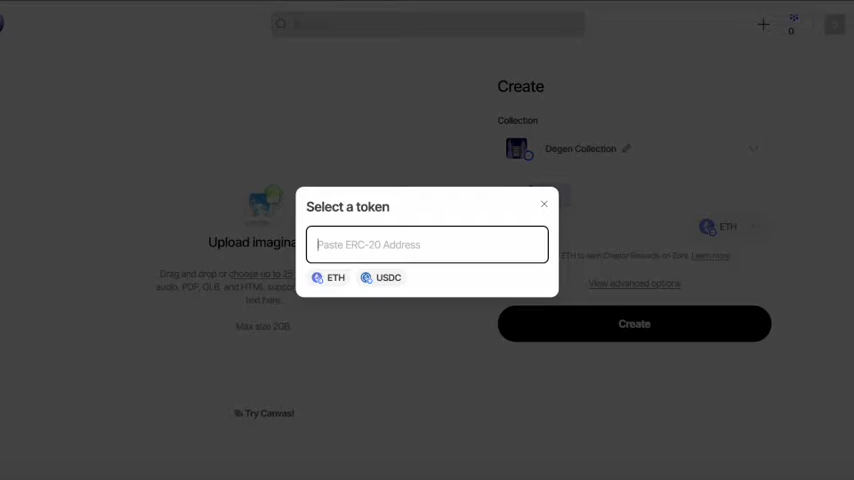 0
Create
Collection
Degen Collection
Select a token
Paste ERC-20 Address
ETH
USDC
ETH
Upload imagina
ETH to earn Creator Rewards on Zora. Learn more
Drag and drop or choose up to 25
audio, PDF, GLB, and HTML suppo
text here.
View advanced options
Max size 2GB.
Create
Try Canvas!